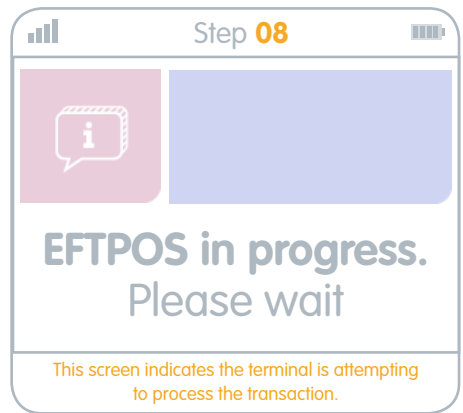 Step 08
i
EFTPOS in progress.
Please wait
This screen indicates the terminal is attempting
to process the transaction.